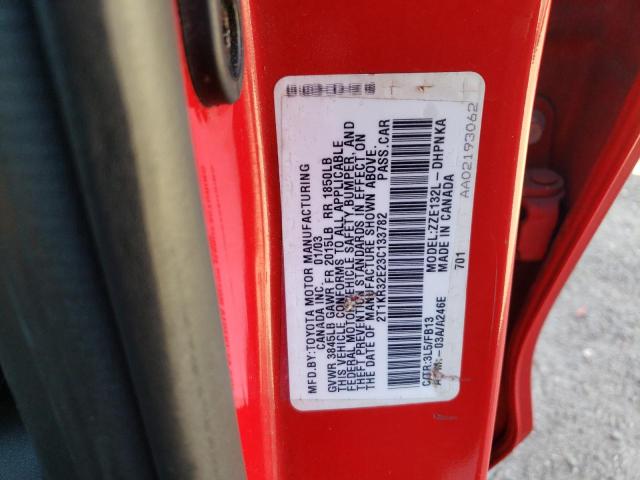 MFD.BY:TOYOTA MOTOR MANUFACTURING
CANADA INC. 01/03
GVWR 3845LB GAWR FR 2015LB RR 1850LB
THIS VEHICLE CONFORMS TO ALL APPLICABLE
FEDERAL MOTOR VEHICLE SAFETY BUMPER, AND
THEFT PREVENTION STANDARDS IN EFFECT ON
THE DATE OF MANUFACTURE SHOWN ABOVE.
2T1KR32E23C133782 PASS.CAR
C/TR:3L5/FB13 MODEL:ZZE132L-DHPNKA
-03A/A246E MADE IN CANADA
701
AA02193062